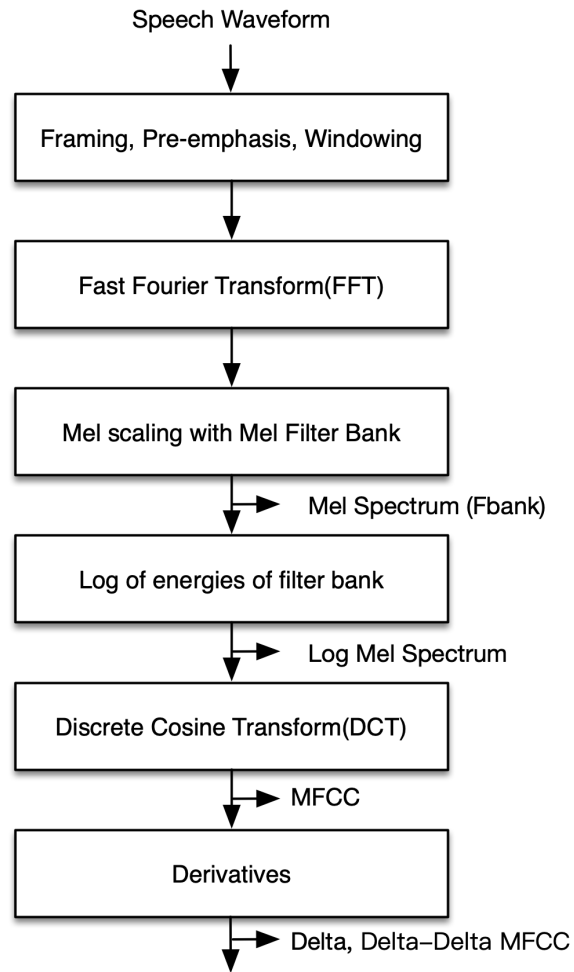 Speech Waveform
Framing, Pre-emphasis, Windowing
Fast Fourier Transform(FFT)
Mel scaling with Mel Filter Bank
Mel Spectrum (Fbank)
Log of energies of filter bank
Log Mel Spectrum
Discrete Cosine Transform(DCT)
MFCC
Derivatives
Delta, Delta–Delta MFCC